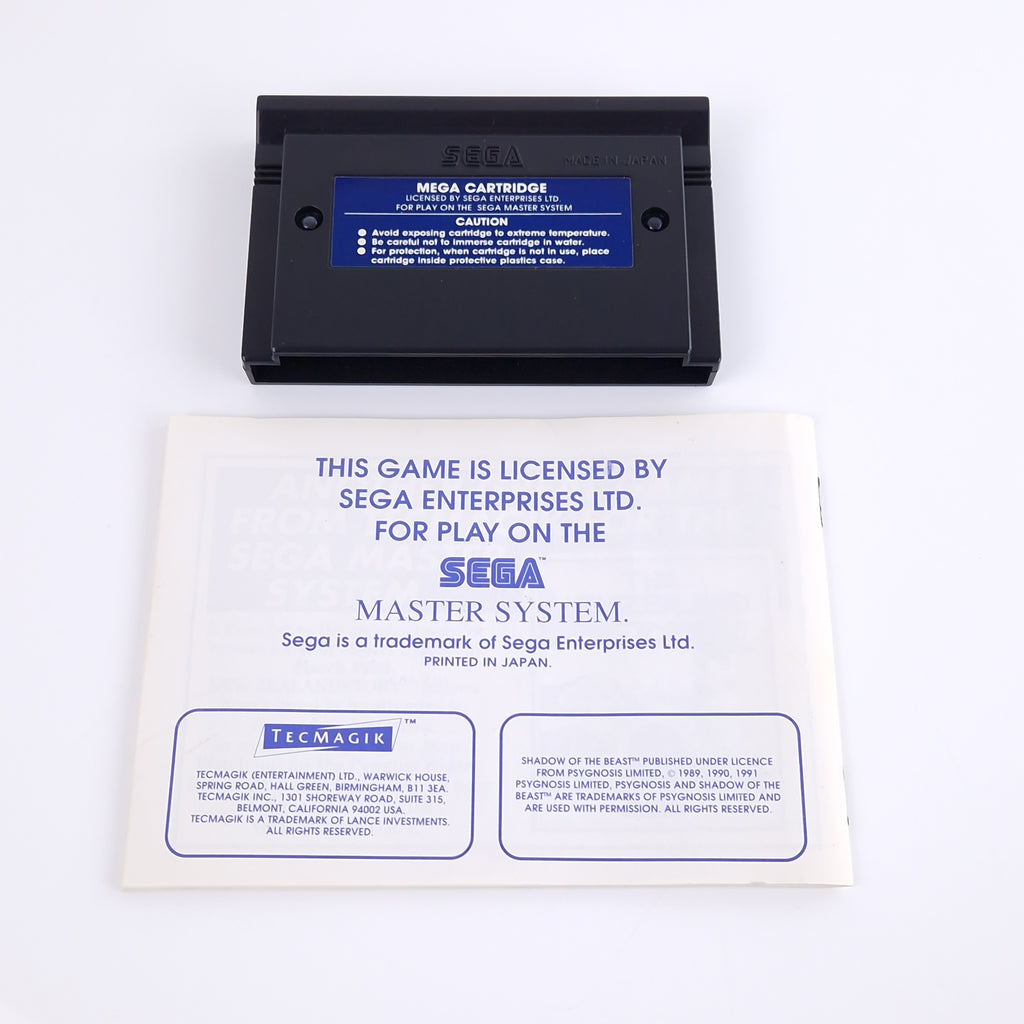 SEGA MADE IN JAPAN
MEGA CARTRIDGE
LICENSED BY SEGA ENTERPRISES LTD.
FOR PLAY ON THE SEGA MASTER SYSTEM
CAUTION
● Avoid exposing cartridge to extreme temperature.
● Be careful not to immerse cartridge in water.
● For protection, when cartridge is not in use, place
cartridge inside protective plastics case.
THIS GAME IS LICENSED BY
SEGA ENTERPRISES LTD.
FOR PLAY ON THE
SEGA™
MASTER SYSTEM.
Sega is a trademark of Sega Enterprises Ltd.
PRINTED IN JAPAN.
TECMAGIK™
TECMAGIK (ENTERTAINMENT) LTD., WARWICK HOUSE,
SPRING ROAD, HALL GREEN, BIRMINGHAM, B11 3EA.
TECMAGIK INC., 1301 SHOREWAY ROAD, SUITE 315,
BELMONT, CALIFORNIA 94002 USA.
TECMAGIK IS A TRADEMARK OF LANCE INVESTMENTS.
ALL RIGHTS RESERVED.
SHADOW OF THE BEAST™ PUBLISHED UNDER LICENCE
FROM PSYGNOSIS LIMITED, © 1989, 1990, 1991
PSYGNOSIS LIMITED, PSYGNOSIS AND SHADOW OF THE
BEAST™ ARE TRADEMARKS OF PSYGNOSIS LIMITED AND
ARE USED WITH PERMISSION. ALL RIGHTS RESERVED.